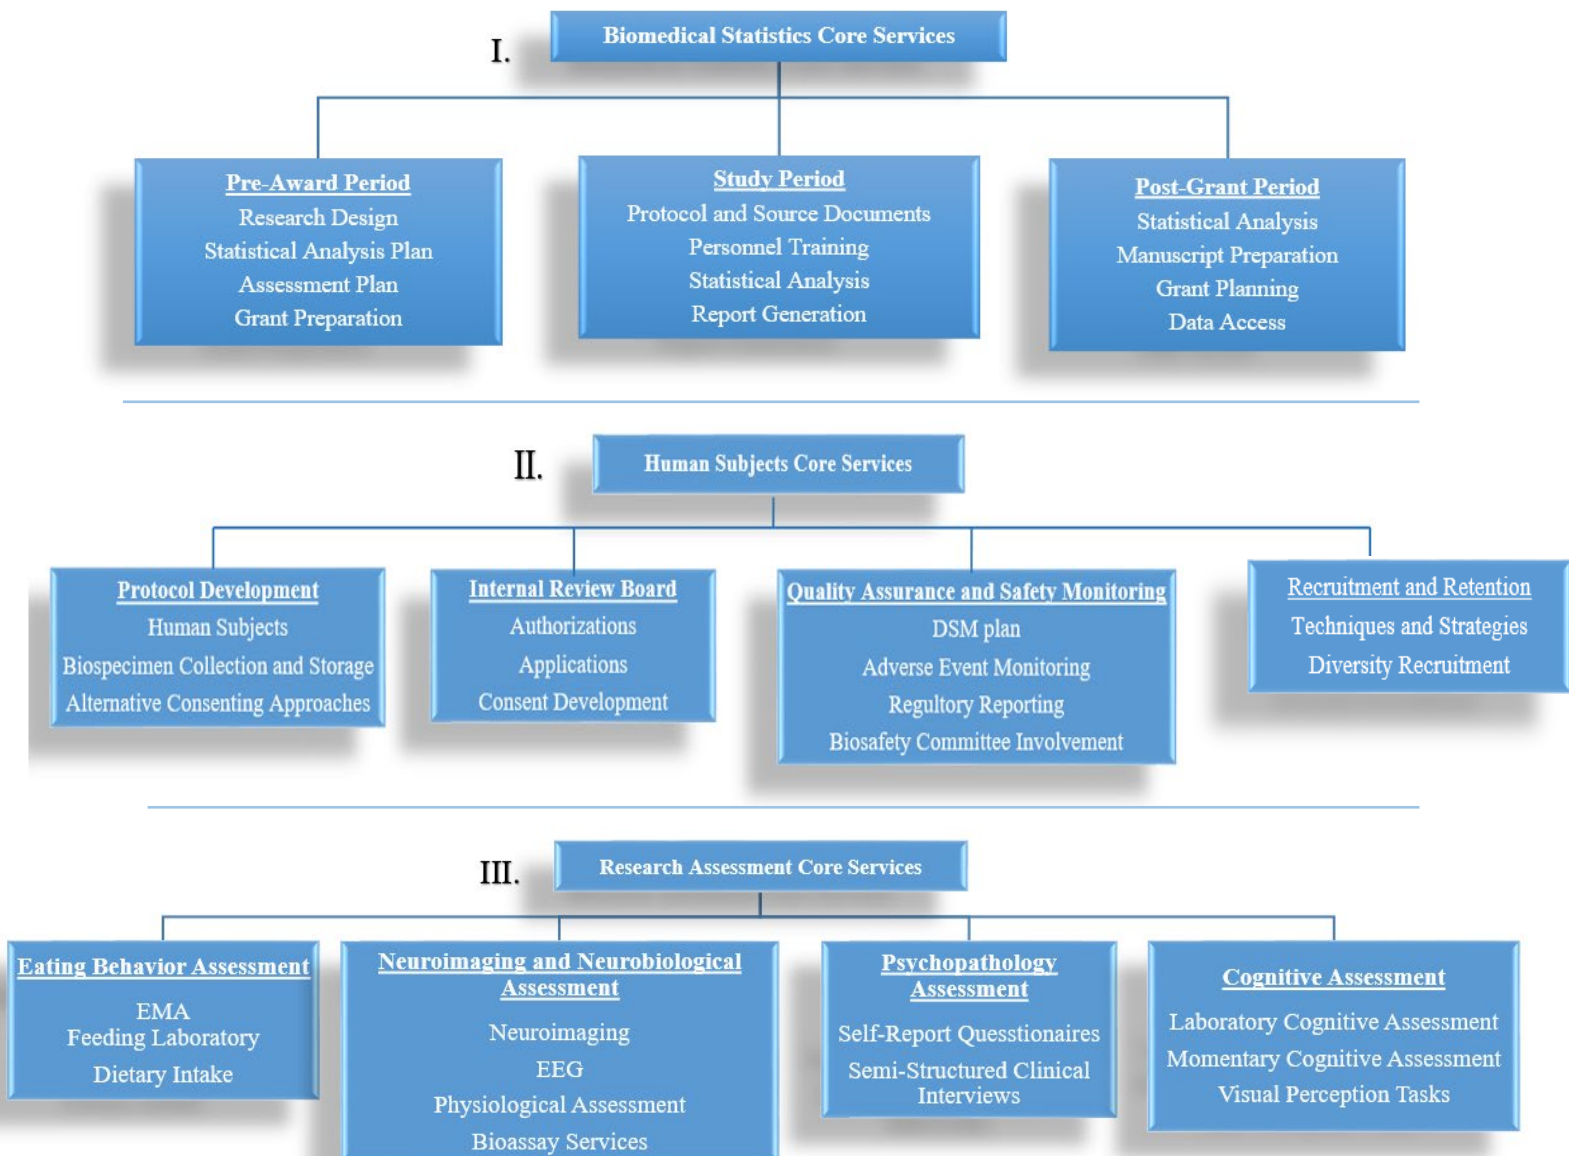 I.
Biomedical Statistics Core Services
Pre-Award Period
Research Design
Statistical Analysis Plan
Assessment Plan
Grant Preparation
Study Period
Protocol and Source Documents
Personnel Training
Statistical Analysis
Report Generation
Post-Grant Period
Statistical Analysis
Manuscript Preparation
Grant Planning
Data Access
II.
Human Subjects Core Services
Protocol Development
Human Subjects
Biospecimen Collection and Storage
Alternative Consenting Approaches
Internal Review Board
Authorizations
Applications
Consent Development
Quality Assurance and Safety Monitoring
DSM plan
Adverse Event Monitoring
Regultory Reporting
Biosafety Committee Involvement
Recruitment and Retention
Techniques and Strategies
Diversity Recruitment
III.
Research Assessment Core Services
Eating Behavior Assessment
EMA
Feeding Laboratory
Dietary Intake
Neuroimaging and Neurobiological
Assessment
Neuroimaging
EEG
Physiological Assessment
Bioassay Services
Psychopathology
Assessment
Self-Report Quesstionaires
Semi-Structured Clinical
Interviews
Cognitive Assessment
Laboratory Cognitive Assessment
Momentary Cognitive Assessment
Visual Perception Tasks